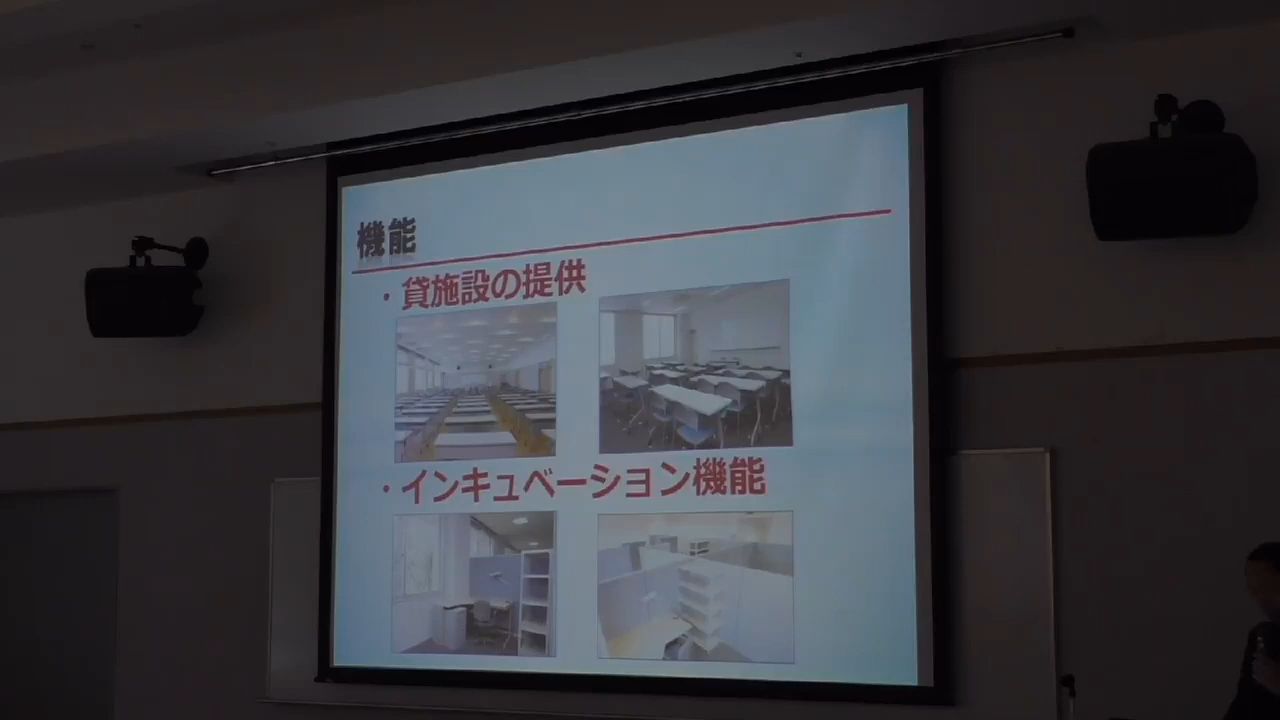 機能
・貸施設の提供
・インキュベーション機能